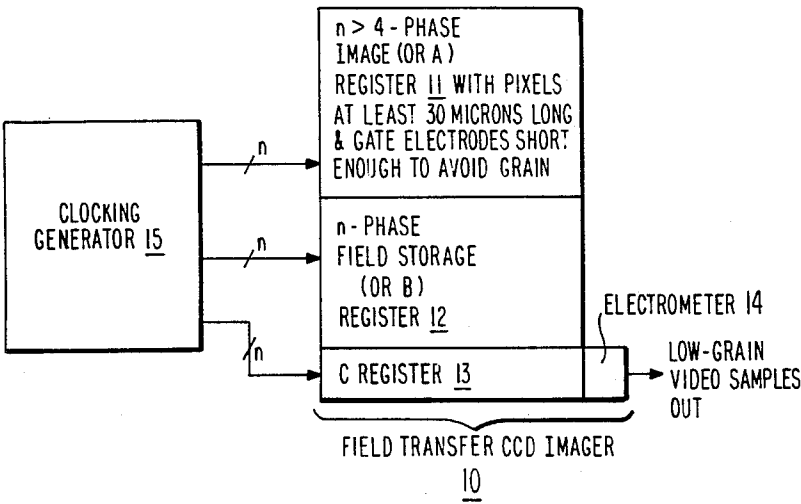 n > 4 - PHASE
IMAGE (OR A)
REGISTER 11 WITH PIXELS
AT LEAST 30 MICRONS LONG
& GATE ELECTRODES SHORT
ENOUGH TO AVOID GRAIN
n
CLOCKING
GENERATOR 15
n
n - PHASE
FIELD STORAGE
(OR B)
REGISTER 12
n
C REGISTER 13
ELECTROMETER 14
LOW-GRAIN
VIDEO SAMPLES
OUT
FIELD TRANSFER CCD IMAGER
10